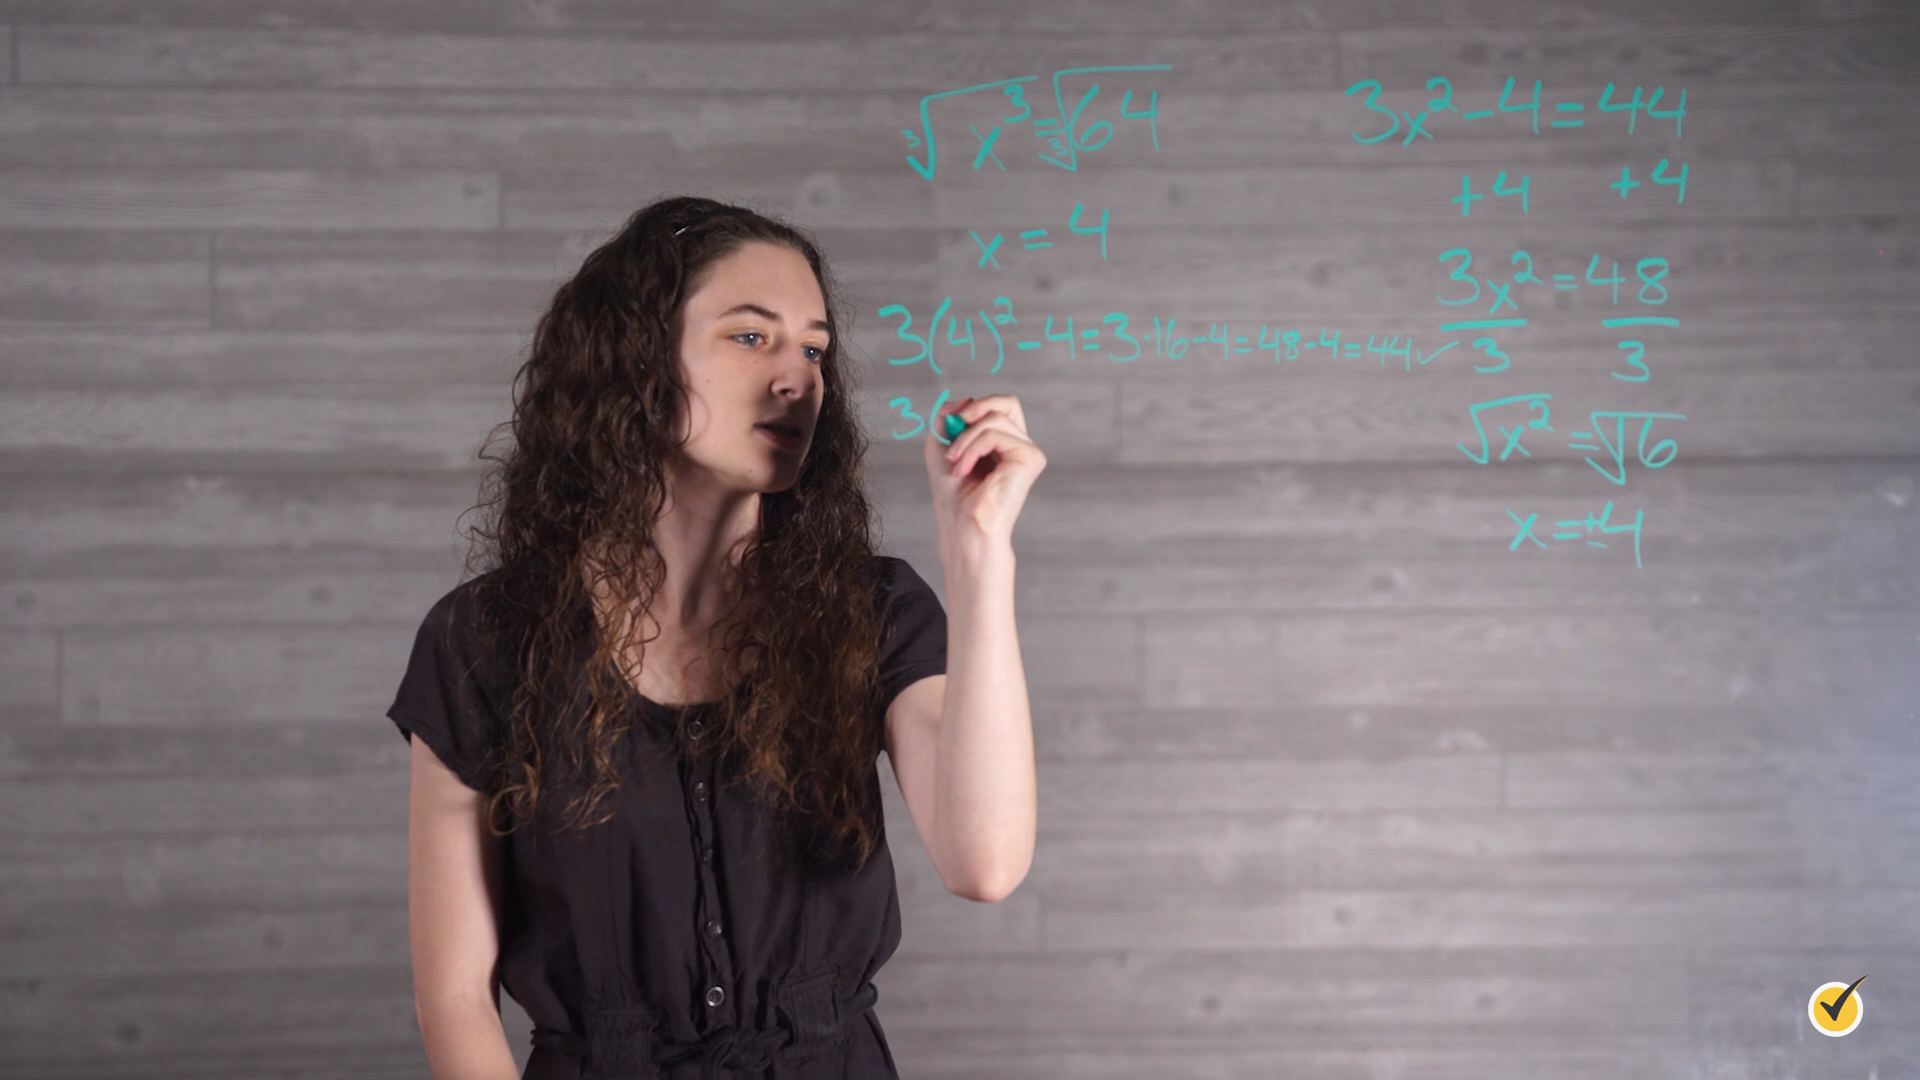 ∛x³ = ∛64
x = 4
3(4)² - 4 = 3·16 - 4 = 48 - 4 = 44 ✓
3(
3x² - 4 = 44
+4 +4
3x² = 48
3 3
√x² = √16
x = ±4